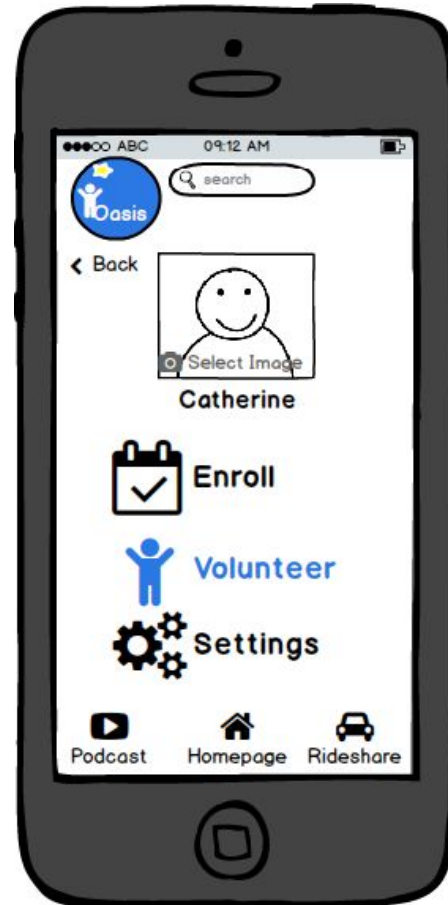 ABC 09:12 AM
search
Oasis
Back
Select Image
Catherine
Enroll
Volunteer
Settings
Podcast Homepage Rideshare